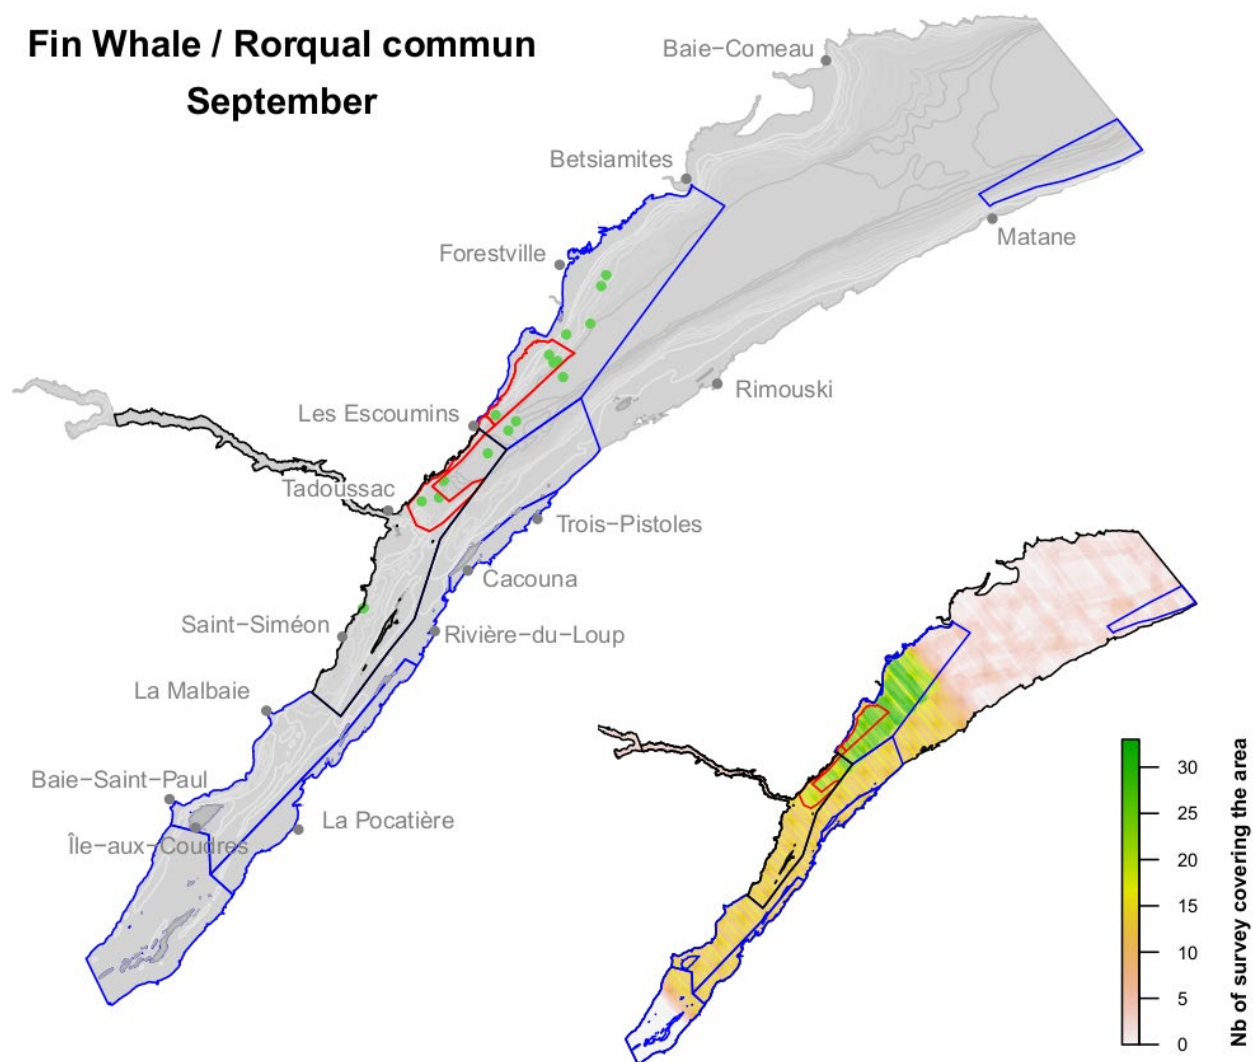 Fin Whale / Rorqual commun
September
Baie−Comeau
Betsiamites
Forestville
Matane
Rimouski
Les Escoumins
Tadoussac
Trois−Pistoles
Cacouna
Saint−Siméon
Rivière−du−Loup
La Malbaie
Baie−Saint−Paul
La Pocatière
Île−aux−Coudres
30
25
20
15
10
5
0
Nb of survey covering the area